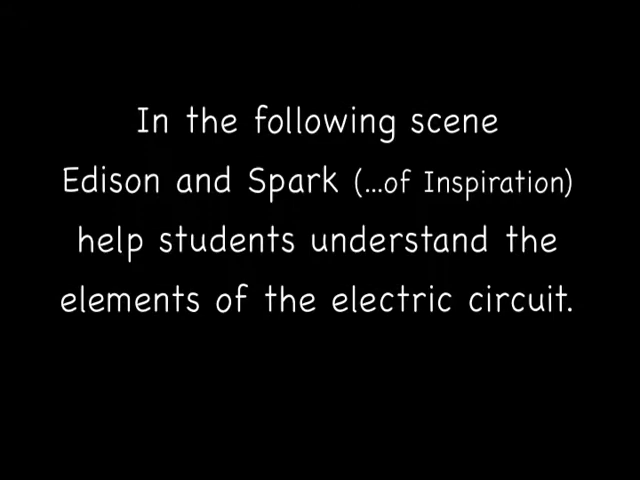 In the following scene
Edison and Spark (...of Inspiration)
help students understand the
elements of the electric circuit.